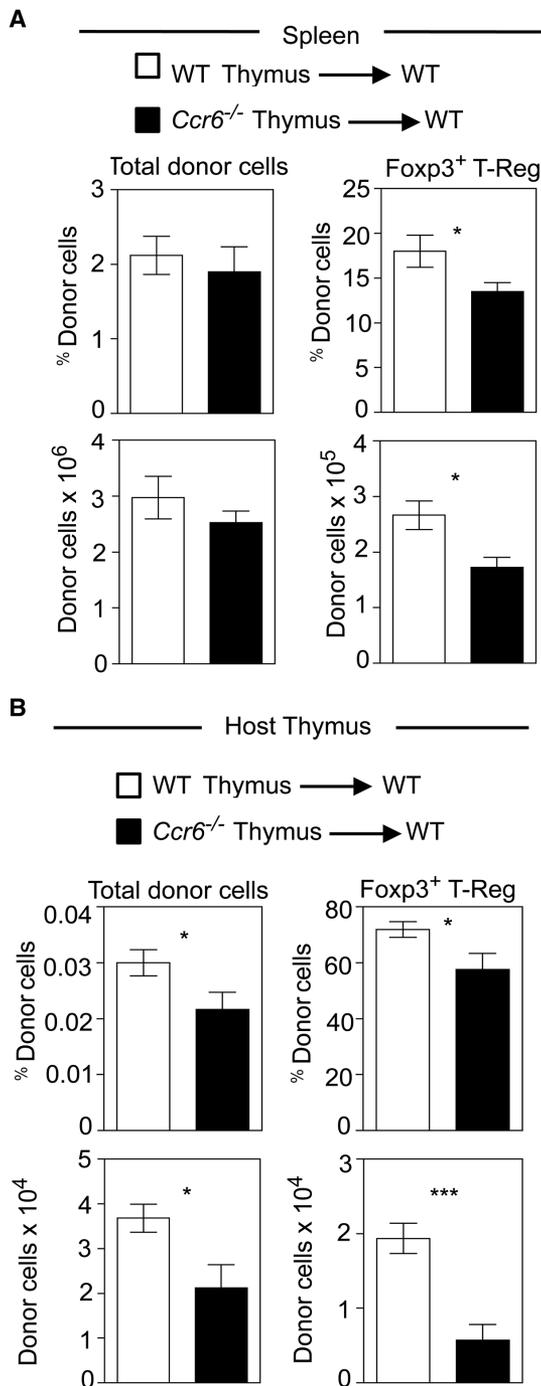 A
Spleen
WT Thymus → WT
Ccr6-/- Thymus → WT
Total donor cells
Foxp3+ T-Reg
% Donor cells
3
2
1
0
% Donor cells
25
20
15
10
5
0
*
Donor cells x 10^6
4
3
2
1
0
Donor cells x 10^5
4
3
2
1
0
*
B
Host Thymus
WT Thymus → WT
Ccr6-/- Thymus → WT
Total donor cells
Foxp3+ T-Reg
% Donor cells
0.04
0.03
0.02
0.01
0
*
% Donor cells
80
60
40
20
0
*
Donor cells x 10^4
5
4
3
2
1
0
*
Donor cells x 10^4
3
2
1
0
***